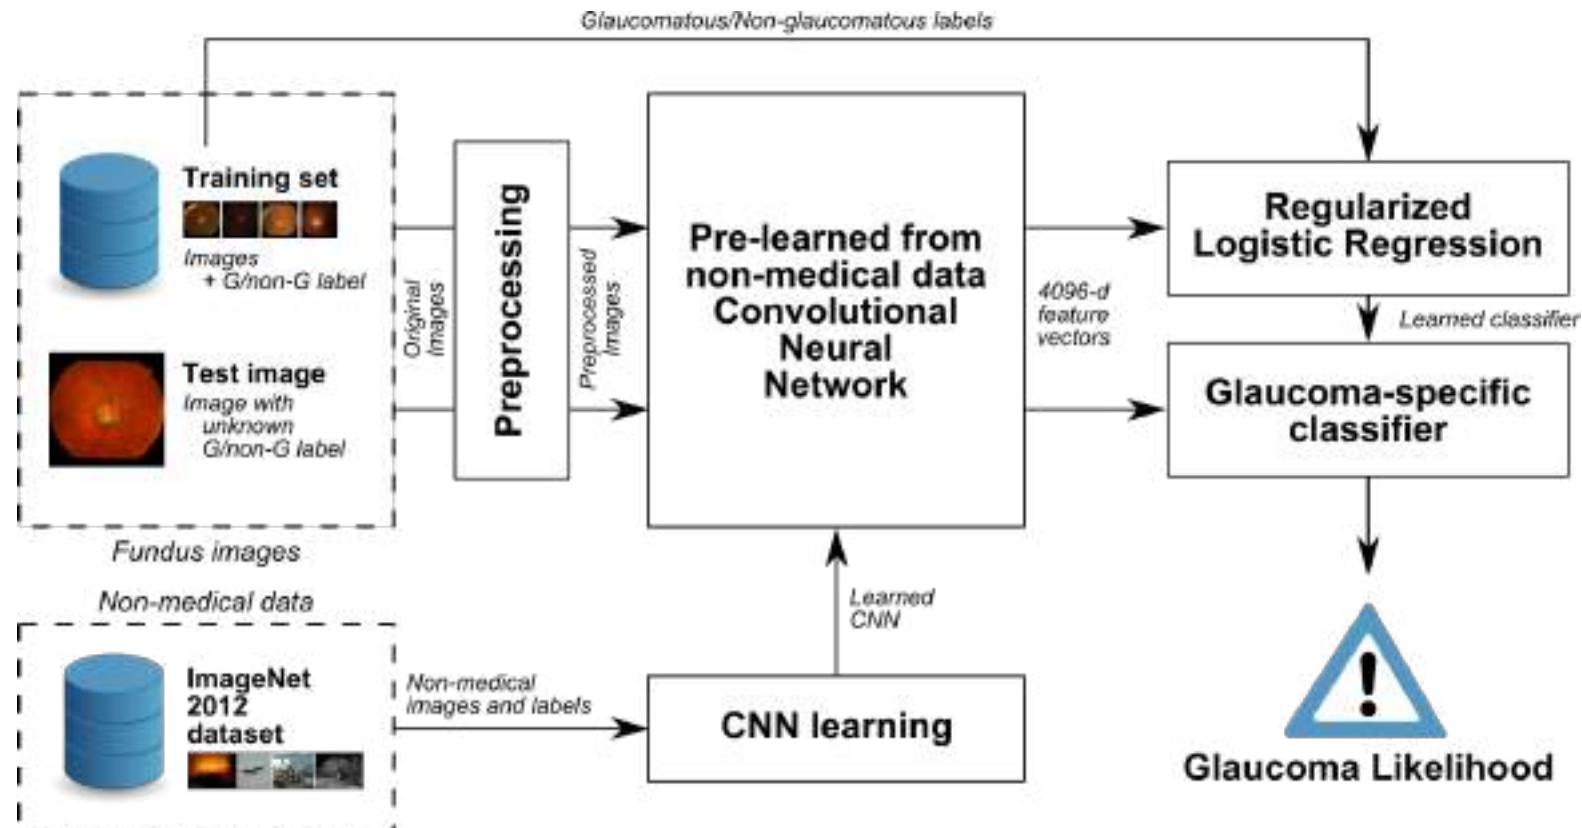 Glaucomatous/Non-glaucomatous labels
Training set
Images
+ G/non-G label
Test image
Image with
unknown
G/non-G label
Fundus images
Original
Images
Preprocessing
Preprocessed
Images
Pre-learned from
non-medical data
Convolutional
Neural
Network
4096-d
feature
vectors
Regularized
Logistic Regression
Learned classifier
Glaucoma-specific
classifier
Non-medical data
ImageNet
2012
dataset
Non-medical
images and labels
CNN learning
Learned
CNN
Glaucoma Likelihood